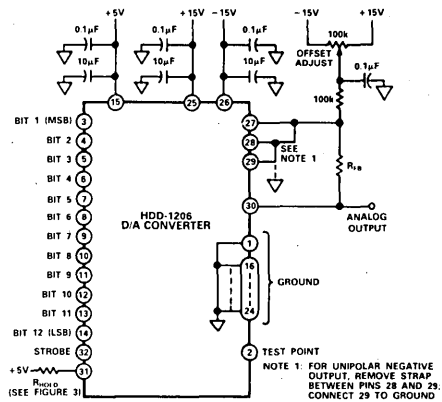 +5V +15V -15V
0.1µF 0.1µF 0.1µF
10µF 10µF 10µF
-15V +15V
100k
OFFSET
ADJUST
0.1µF
100k
15 25 26
BIT 1 (MSB) 3
BIT 2 4
BIT 3 5
BIT 4 6
BIT 5 7
BIT 6 8
BIT 7 9
BIT 8 10
BIT 9 11
BIT 10 12
BIT 11 13
BIT 12 (LSB) 14
STROBE 32
+5V 31
RHOLD
(SEE FIGURE 3)
HDD-1206
D/A CONVERTER
27
28
29
SEE
NOTE 1
RFB
30
ANALOG
OUTPUT
1
16
24
GROUND
2 TEST POINT
NOTE 1: FOR UNIPOLAR NEGATIVE
OUTPUT, REMOVE STRAP
BETWEEN PINS 28 AND 29;
CONNECT 29 TO GROUND